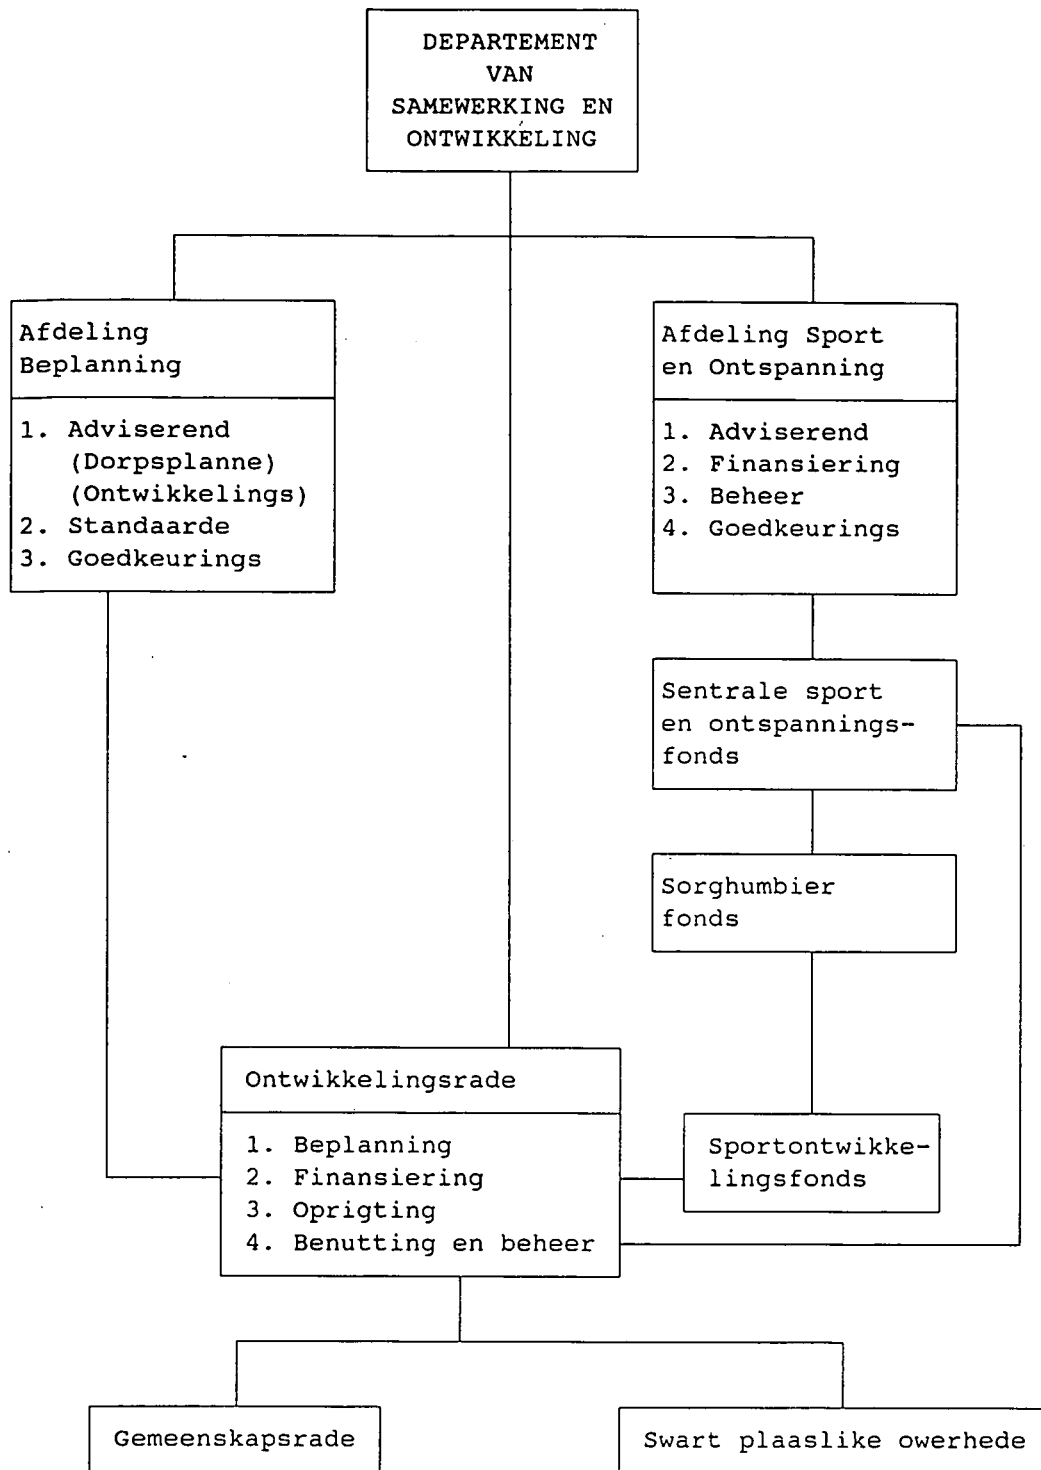 DEPARTEMENT
VAN
SAMEWERKING EN
ONTWIKKELING
Afdeling
Beplanning
1. Adviserend
(Dorpsplanne)
(Ontwikkelings)
2. Standaarde
3. Goedkeurings
Afdeling Sport
en Ontspanning
1. Adviserend
2. Finansiering
3. Beheer
4. Goedkeurings
Sentrale sport
en ontspannings-
fonds
Sorghumbier
fonds
Ontwikkelingsrade
1. Beplanning
2. Finansiering
3. Oprigting
4. Benutting en beheer
Sportontwikke-
lingsfonds
Gemeenskapsrade
Swart plaaslike owerhede